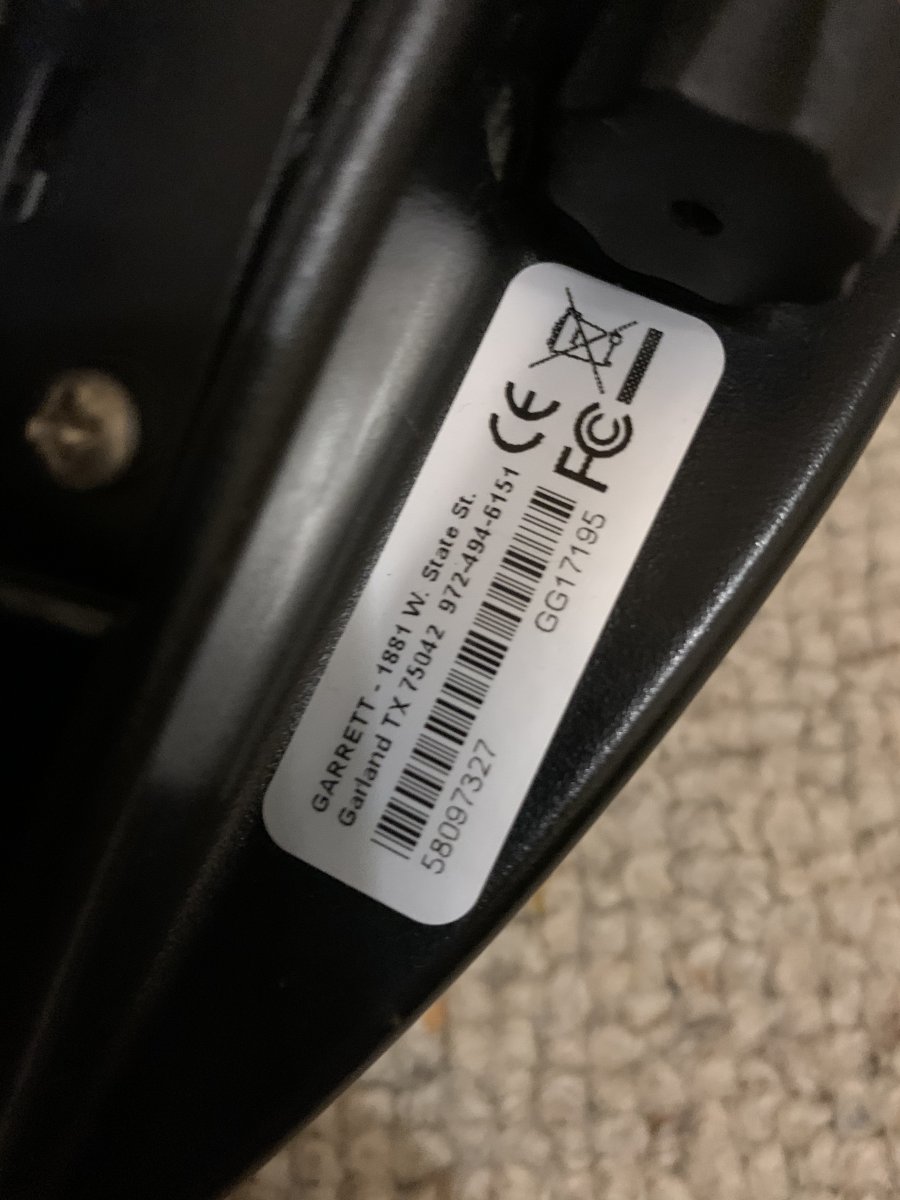 GARRETT - 1881 W. State St.
Garland TX 75042 972-494-6151
CE
FC
58097327 GG17195